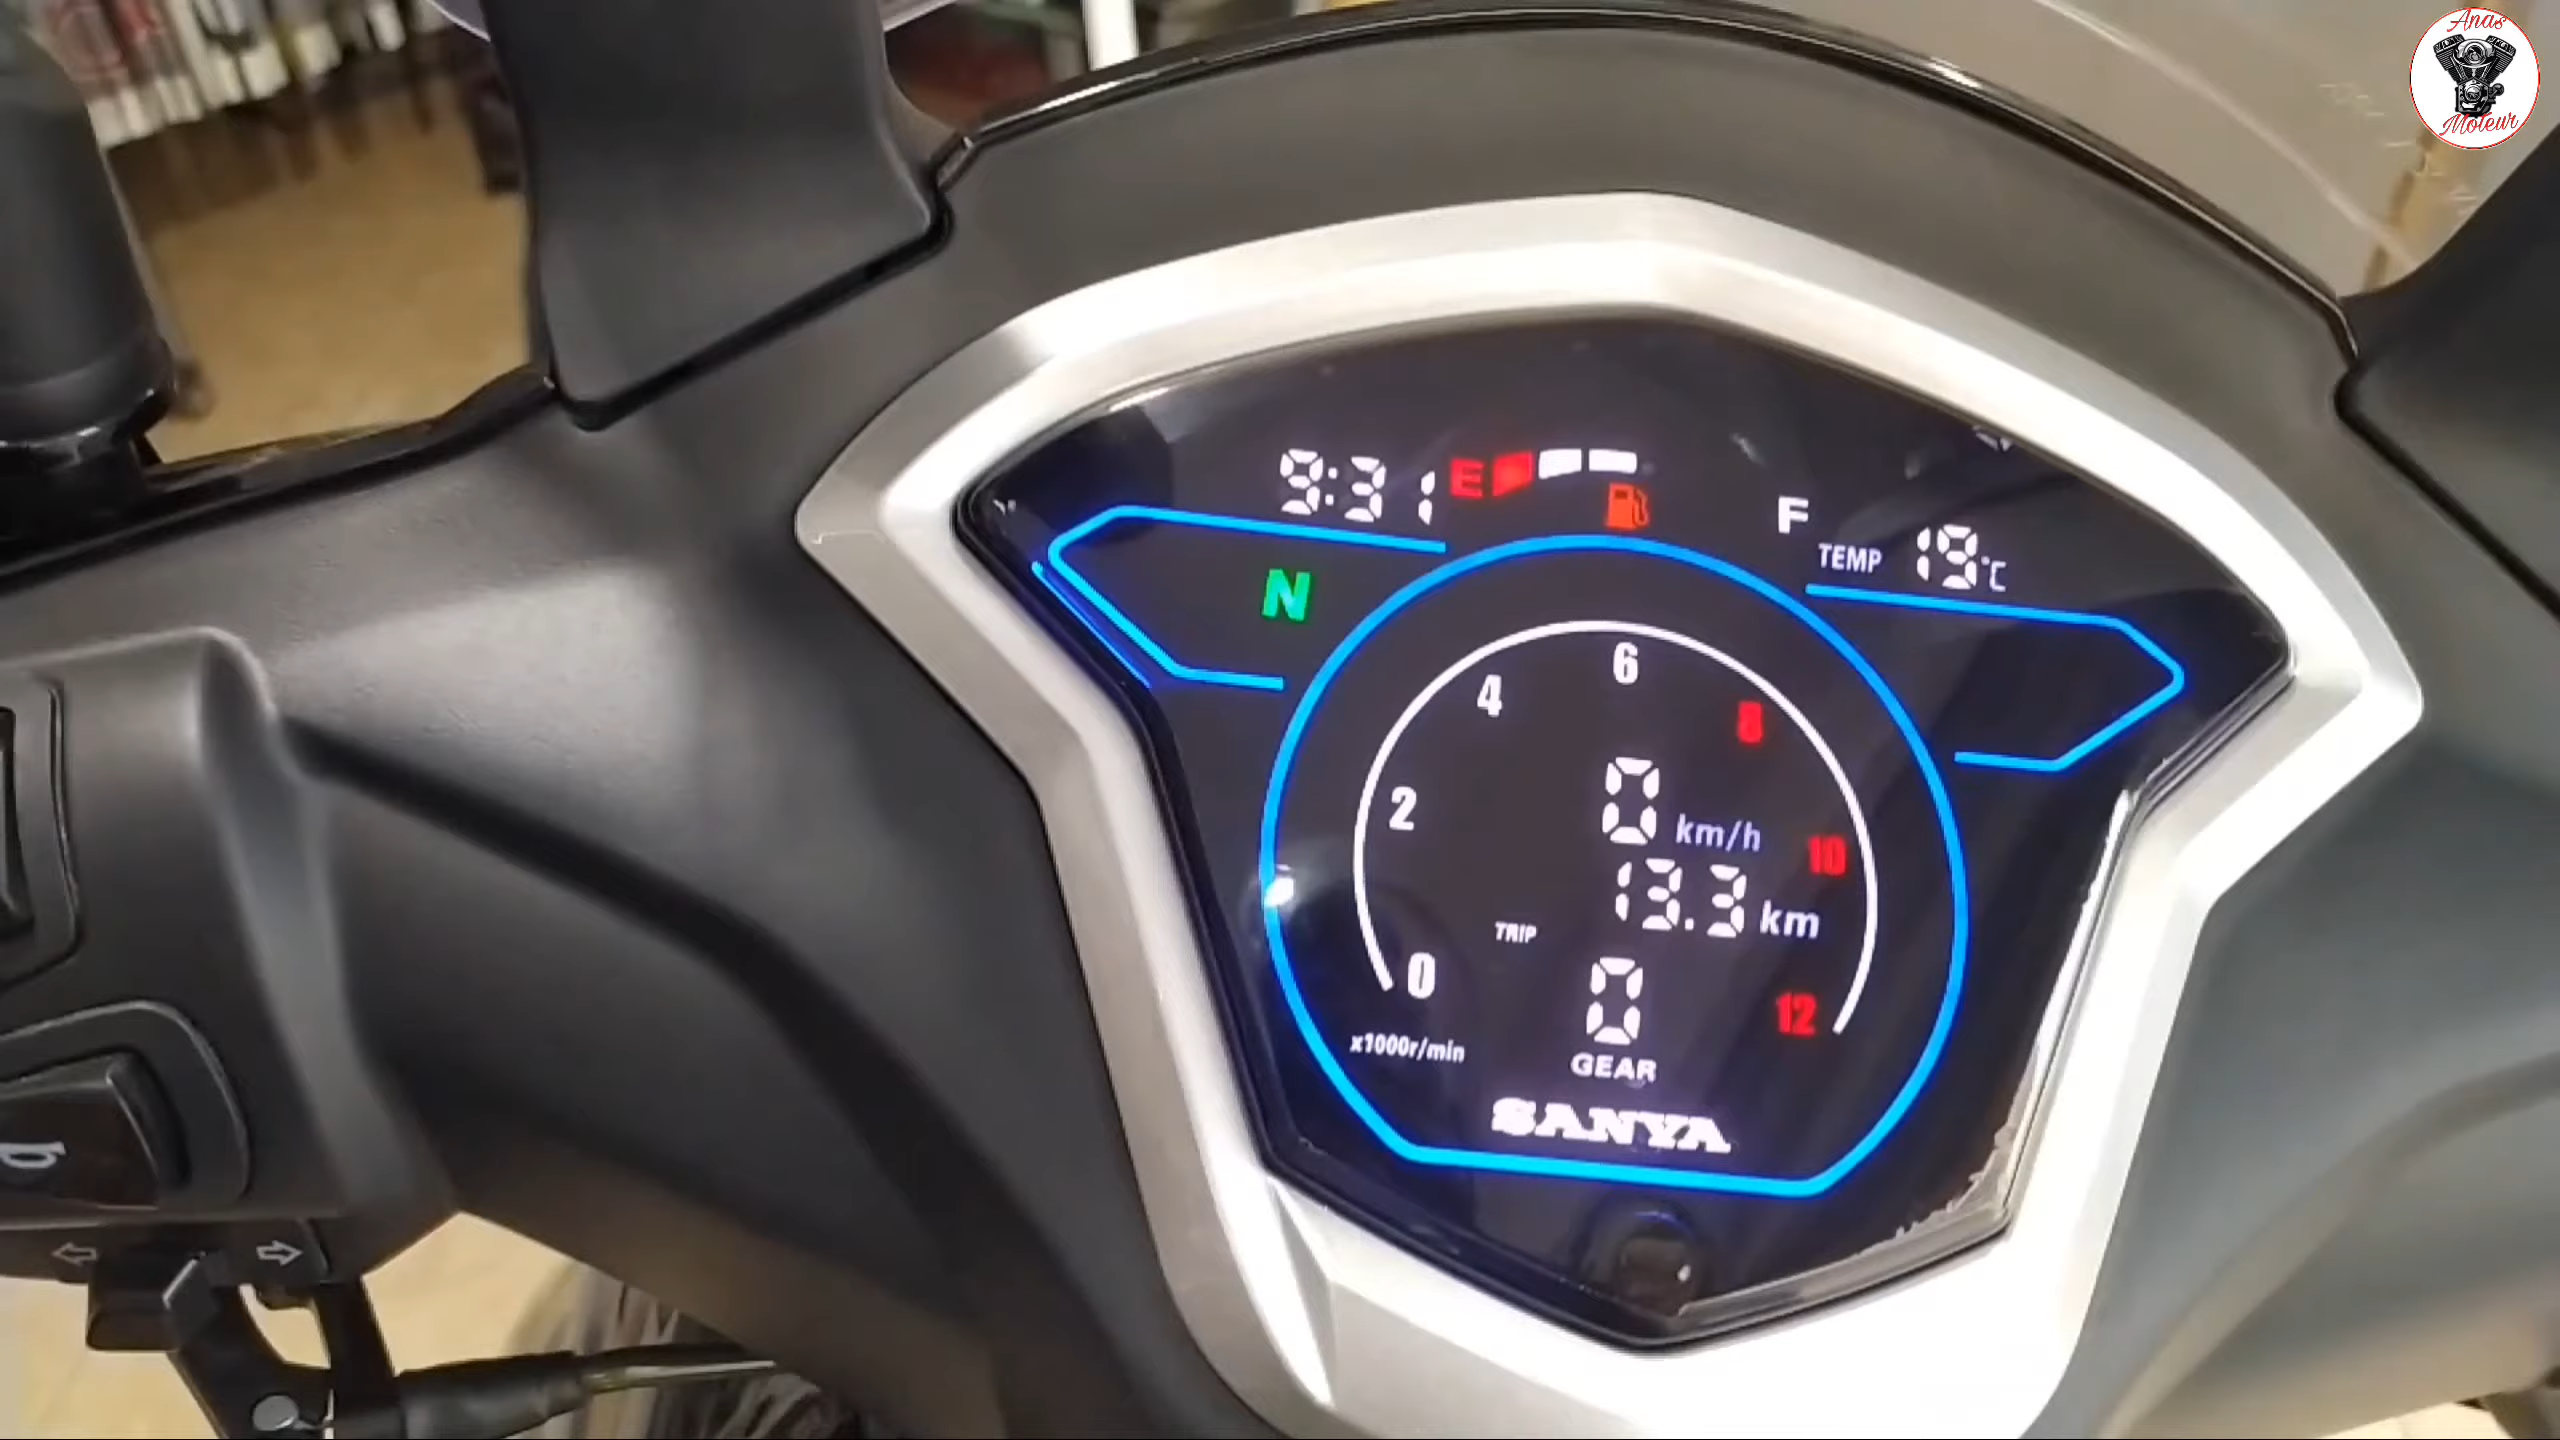 Anas
Moteur
9:31
E
F
TEMP 19°C
N
6
4
8
2
0 km/h
10
13.3 km
TRIP
0
0
12
x1000r/min
GEAR
SANYA